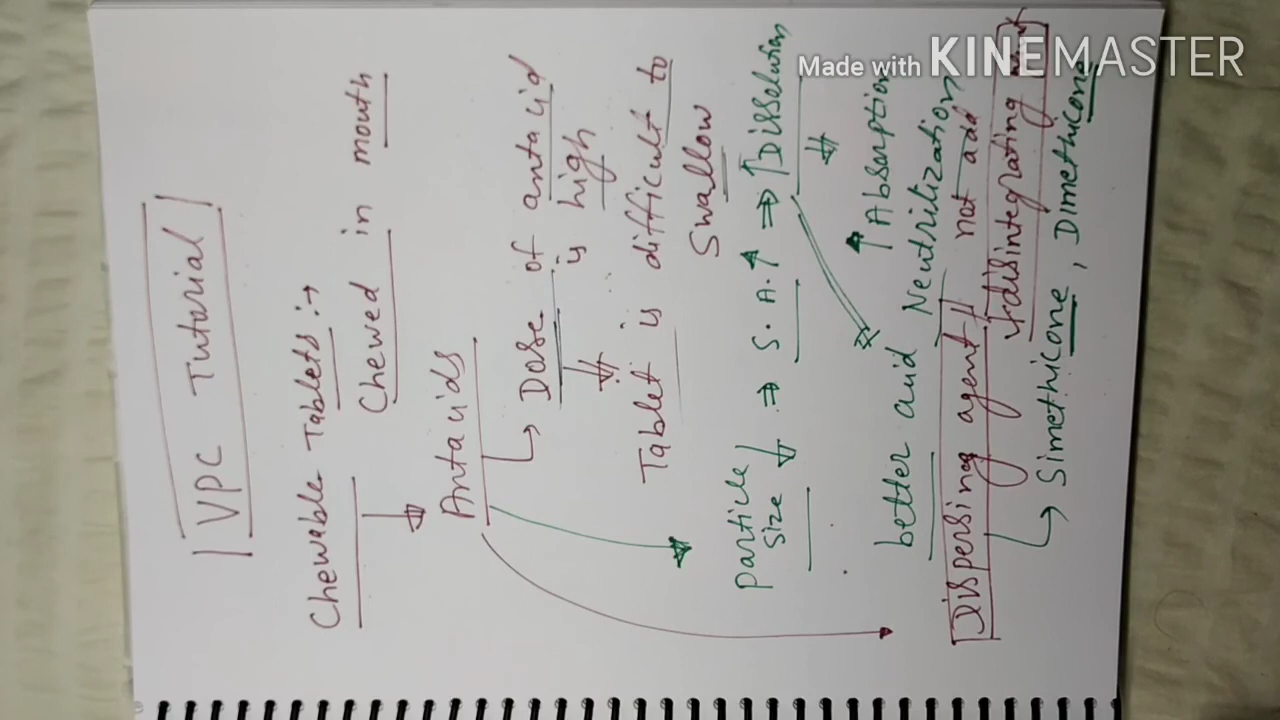 VPC Tutorial
Chewable Tablets :→
Chewed in mouth
Antacids
Dose of antacid
is high
Tablet is difficult to
Swallow
particle size ↓ ⇒ S.A. ↑ ⇒ ↑ Dissolution
↑ Absorption
better acid Neutrilization
Dispersing agent not add
disintegrating
Simethicone, Dimethicone
Made with KINEMASTER